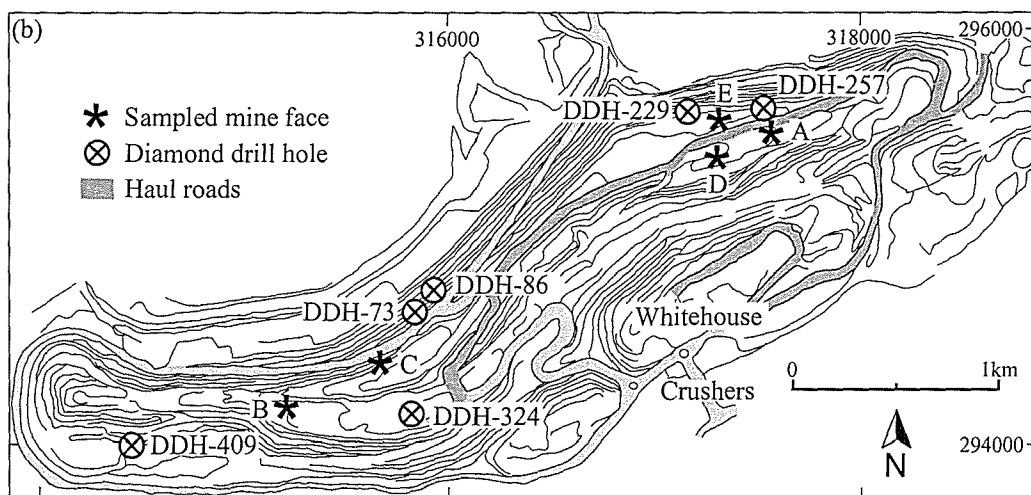 (b)
316000
318000
296000
DDH-257
E
DDH-229
Sampled mine face
A
Diamond drill hole
Haul roads
D
DDH-86
DDH-73
Whitehouse
C
0
1km
Crushers
B
DDH-324
DDH-409
N
294000